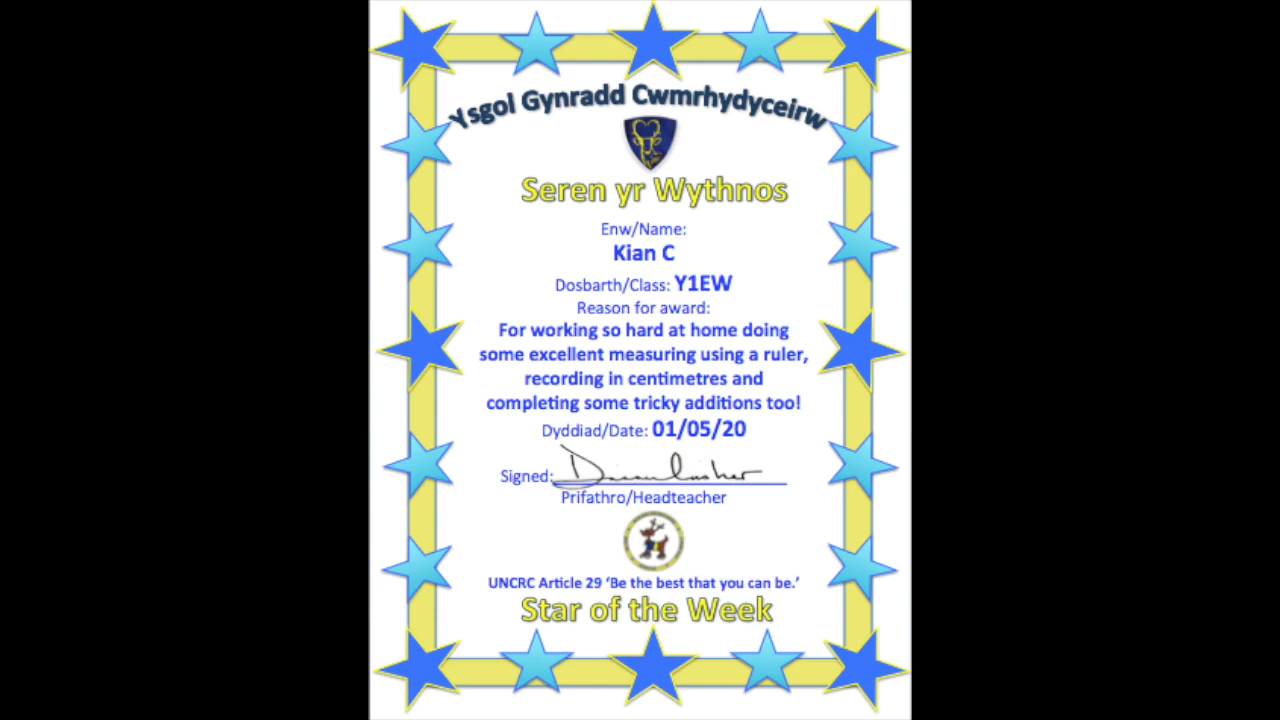 Ysgol Gynradd Cwmrhydyceirw
Seren yr Wythnos
Enw/Name:
Kian C
Dosbarth/Class: Y1EW
Reason for award:
For working so hard at home doing
some excellent measuring using a ruler,
recording in centimetres and
completing some tricky additions too!
Dyddiad/Date: 01/05/20
Signed:
Prifathro/Headteacher
UNCRC Article 29 ‘Be the best that you can be.’
Star of the Week